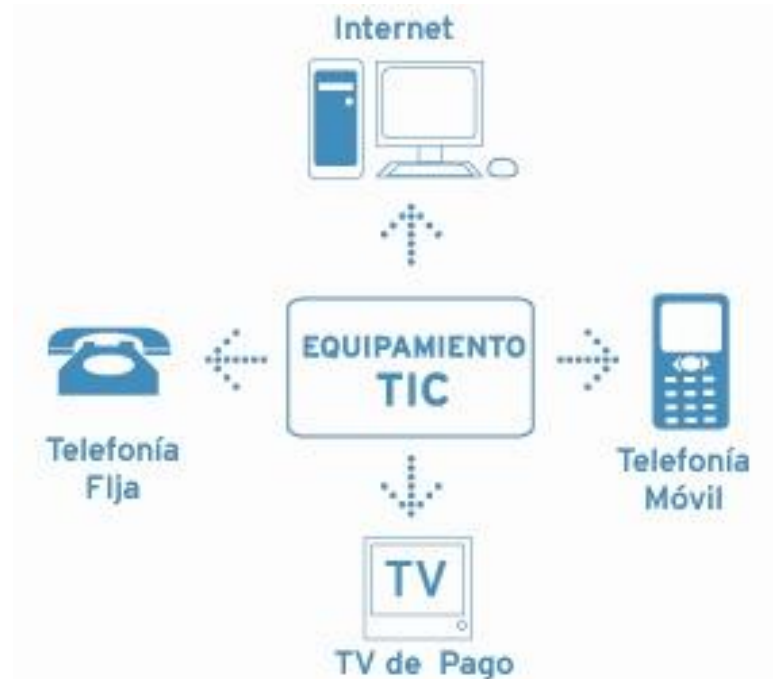 Internet
EQUIPAMIENTO
TIC
Telefonía
FIja
Telefonía
Móvil
TV
TV de Pago